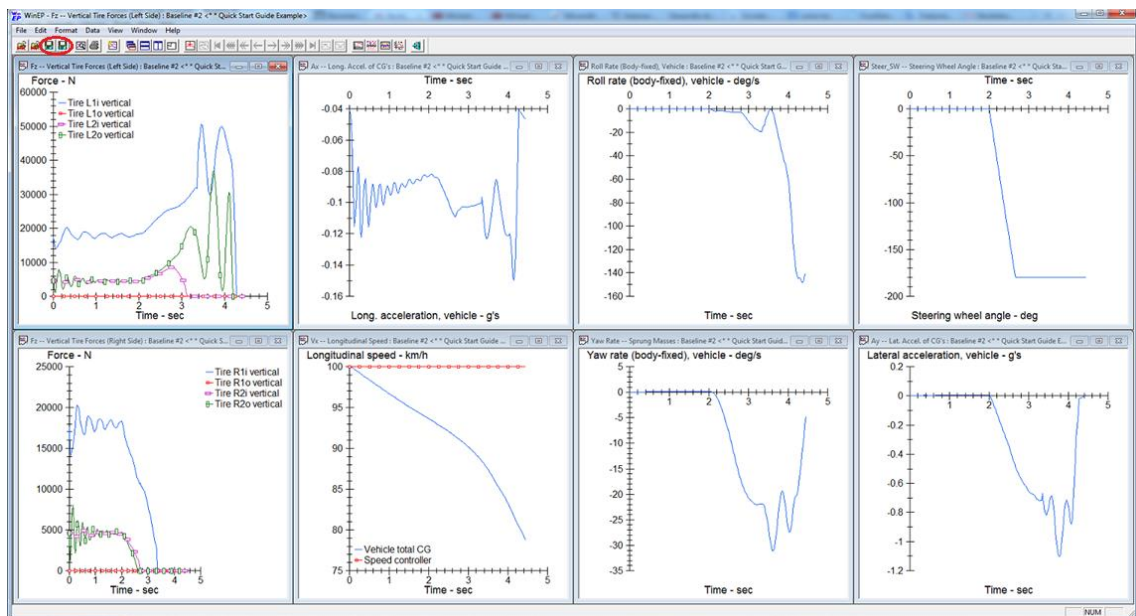 WinEP - Fz -- Vertical Tire Forces (Left Side) : Baseline #2 <* * Quick Start Guide Example>
File Edit Format Data View Window Help
Fz -- Vertical Tire Forces (Left Side) : Baseline #2 <* * Quick St...
Force - N
60000
50000
40000
30000
20000
10000
0
Tire L1i vertical
Tire L1o vertical
Tire L2i vertical
Tire L2o vertical
0 1 2 3 4 5
Time - sec
Ax -- Long. Accel. of CG's : Baseline #2 <* * Quick Start Guide ...
Time - sec
0 1 2 3 4 5
-0.04
-0.06
-0.08
-0.1
-0.12
-0.14
-0.16
Long. acceleration, vehicle - g's
Roll Rate (Body-Fixed), Vehicle : Baseline #2 <* * Quick Start G...
Roll rate (body-fixed), vehicle - deg/s
0 1 2 3 4 5
0
-20
-40
-60
-80
-100
-120
-140
-160
Time - sec
Steer_SW -- Steering Wheel Angle : Baseline #2 <* * Quick Sta...
Time - sec
0 1 2 3 4 5
0
-50
-100
-150
-200
Steering wheel angle - deg
Fz -- Vertical Tire Forces (Right Side) : Baseline #2 <* * Quick ...
Force - N
25000
20000
15000
10000
5000
0
Tire R1i vertical
Tire R1o vertical
Tire R2i vertical
Tire R2o vertical
0 1 2 3 4 5
Time - sec
Vx -- Longitudinal Speed : Baseline #2 <* * Quick Start Guide E...
Longitudinal speed - km/h
100
95
90
85
80
75
Vehicle total CG
Speed controller
0 1 2 3 4 5
Time - sec
Yaw Rate -- Sprung Masses : Baseline #2 <* * Quick Start Guid...
Yaw rate (body-fixed), vehicle - deg/s
5
0
-5
-10
-15
-20
-25
-30
-35
0 1 2 3 4 5
Time - sec
Ay -- Lat. Accel. of CG's : Baseline #2 <* * Quick Start Guide E...
Lateral acceleration, vehicle - g's
0.2
0
-0.2
-0.4
-0.6
-0.8
-1
-1.2
0 1 2 3 4 5
Time - sec
NUM